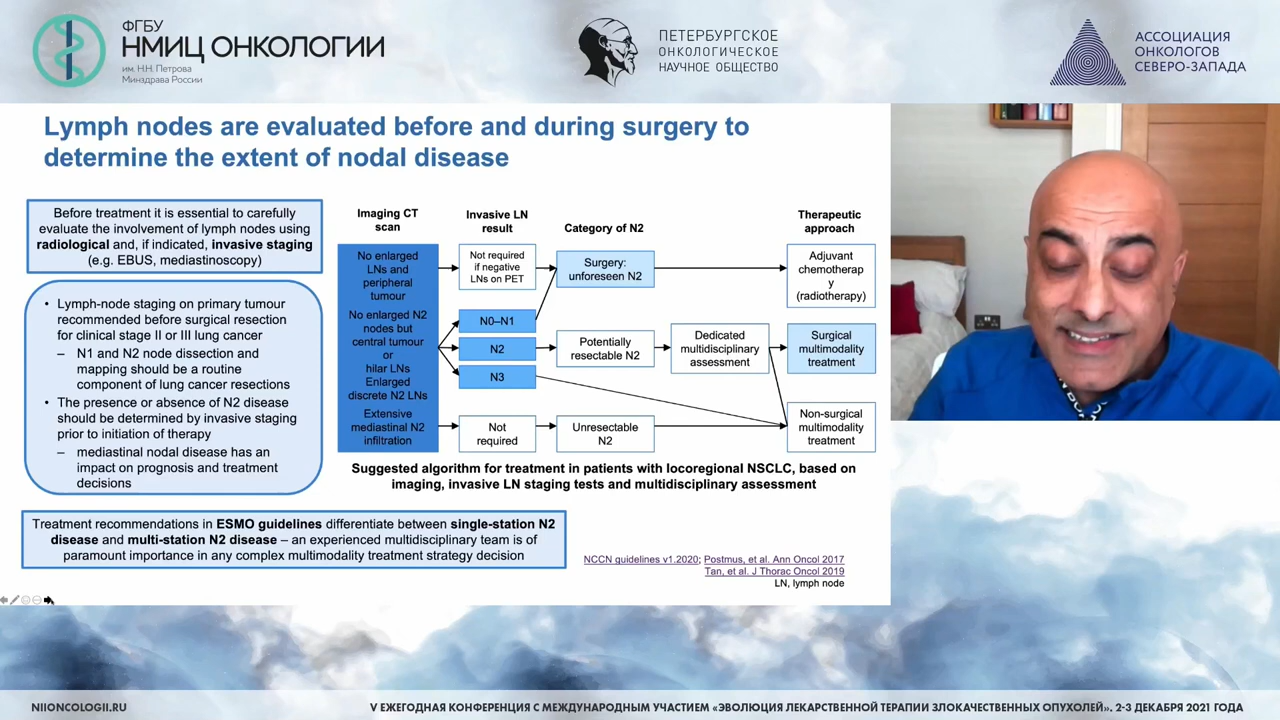 ФГБУ
НМИЦ ОНКОЛОГИИ
им. Н.Н. Петрова
Минздрава России
ПЕТЕРБУРГСКОЕ
ОНКОЛОГИЧЕСКОЕ
НАУЧНОЕ ОБЩЕСТВО
АССОЦИАЦИЯ
ОНКОЛОГОВ
СЕВЕРО-ЗАПАДА
Lymph nodes are evaluated before and during surgery to
determine the extent of nodal disease
Before treatment it is essential to carefully
evaluate the involvement of lymph nodes using
radiological and, if indicated, invasive staging
(e.g. EBUS, mediastinoscopy)
• Lymph-node staging on primary tumour
recommended before surgical resection
for clinical stage II or III lung cancer
– N1 and N2 node dissection and
mapping should be a routine
component of lung cancer resections
• The presence or absence of N2 disease
should be determined by invasive staging
prior to initiation of therapy
– mediastinal nodal disease has an
impact on prognosis and treatment
decisions
Imaging CT
scan
Invasive LN
result
Category of N2
Therapeutic
approach
No enlarged
LNs and
peripheral
tumour
Not required
if negative
LNs on PET
Surgery:
unforeseen N2
Adjuvant
chemotherap
y
(radiotherapy)
No enlarged N2
nodes but
central tumour
or
hilar LNs
Enlarged
discrete N2 LNs
N0–N1
N2
N3
Potentially
resectable N2
Dedicated
multidisciplinary
assessment
Surgical
multimodality
treatment
Extensive
mediastinal N2
infiltration
Not
required
Unresectable
N2
Non-surgical
multimodality
treatment
Suggested algorithm for treatment in patients with locoregional NSCLC, based on
imaging, invasive LN staging tests and multidisciplinary assessment
Treatment recommendations in ESMO guidelines differentiate between single-station N2
disease and multi-station N2 disease – an experienced multidisciplinary team is of
paramount importance in any complex multimodality treatment strategy decision
NCCN guidelines v1.2020; Postmus, et al. Ann Oncol 2017
Tan, et al. J Thorac Oncol 2019
LN, lymph node
NIIONCOLOGII.RU
V ЕЖЕГОДНАЯ КОНФЕРЕНЦИЯ С МЕЖДУНАРОДНЫМ УЧАСТИЕМ «ЭВОЛЮЦИЯ ЛЕКАРСТВЕННОЙ ТЕРАПИИ ЗЛОКАЧЕСТВЕННЫХ ОПУХОЛЕЙ». 2-3 ДЕКАБРЯ 2021 ГОДА